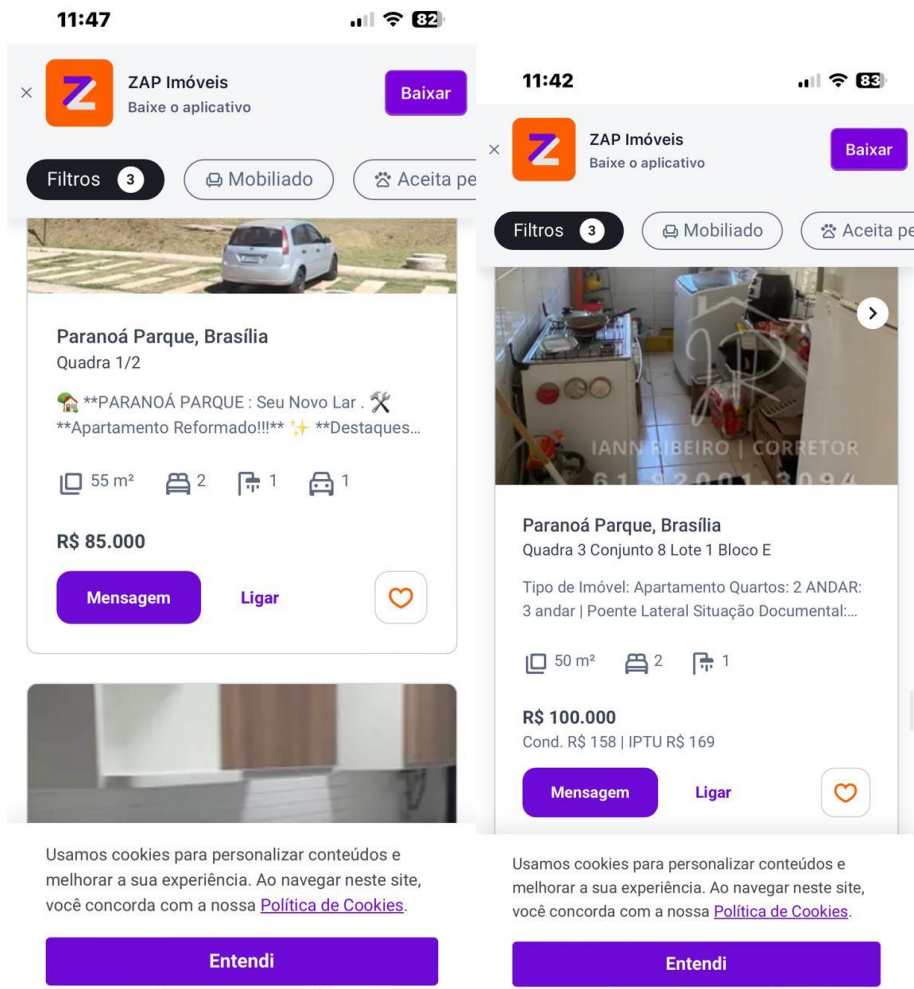 11:47
82
ZAP Imóveis
Baixe o aplicativo
Baixar
Filtros 3
Mobiliado
Aceita pe
Paranoá Parque, Brasília
Quadra 1/2
🏡 **PARANOÁ PARQUE : Seu Novo Lar . 🛠
**Apartamento Reformado!!!** ✨ **Destaques...
55 m² 2 1 1
R$ 85.000
Mensagem
Ligar
Usamos cookies para personalizar conteúdos e
melhorar a sua experiência. Ao navegar neste site,
você concorda com a nossa Política de Cookies.
Entendi
11:42
83
ZAP Imóveis
Baixe o aplicativo
Baixar
Filtros 3
Mobiliado
Aceita pe
JR
IANN RIBEIRO | CORRETOR
61 92001-3094
Paranoá Parque, Brasília
Quadra 3 Conjunto 8 Lote 1 Bloco E
Tipo de Imóvel: Apartamento Quartos: 2 ANDAR:
3 andar | Poente Lateral Situação Documental:...
50 m² 2 1
R$ 100.000
Cond. R$ 158 | IPTU R$ 169
Mensagem
Ligar
Usamos cookies para personalizar conteúdos e
melhorar a sua experiência. Ao navegar neste site,
você concorda com a nossa Política de Cookies.
Entendi